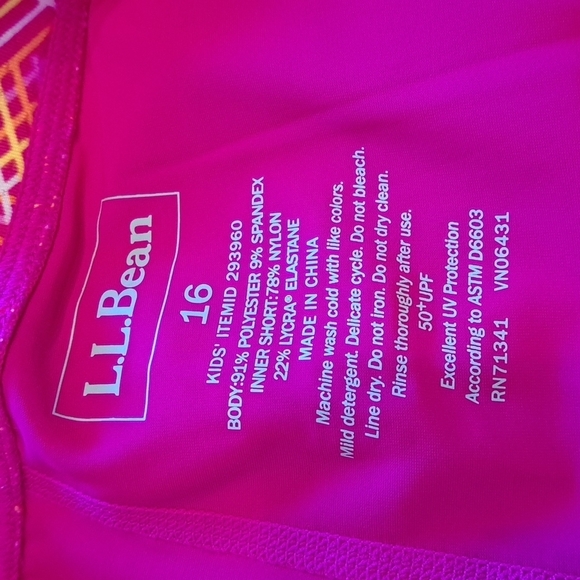 L.L.Bean
16
KIDS' ITEMID 293960
BODY:91% POLYESTER 9% SPANDEX
INNER SHORT:78% NYLON
22% LYCRA® ELASTANE
MADE IN CHINA
Machine wash cold with like colors.
Mild detergent. Delicate cycle. Do not bleach.
Line dry. Do not iron. Do not dry clean.
Rinse thoroughly after use.
50+UPF
Excellent UV Protection
According to ASTM D6603
RN71341 VN06431